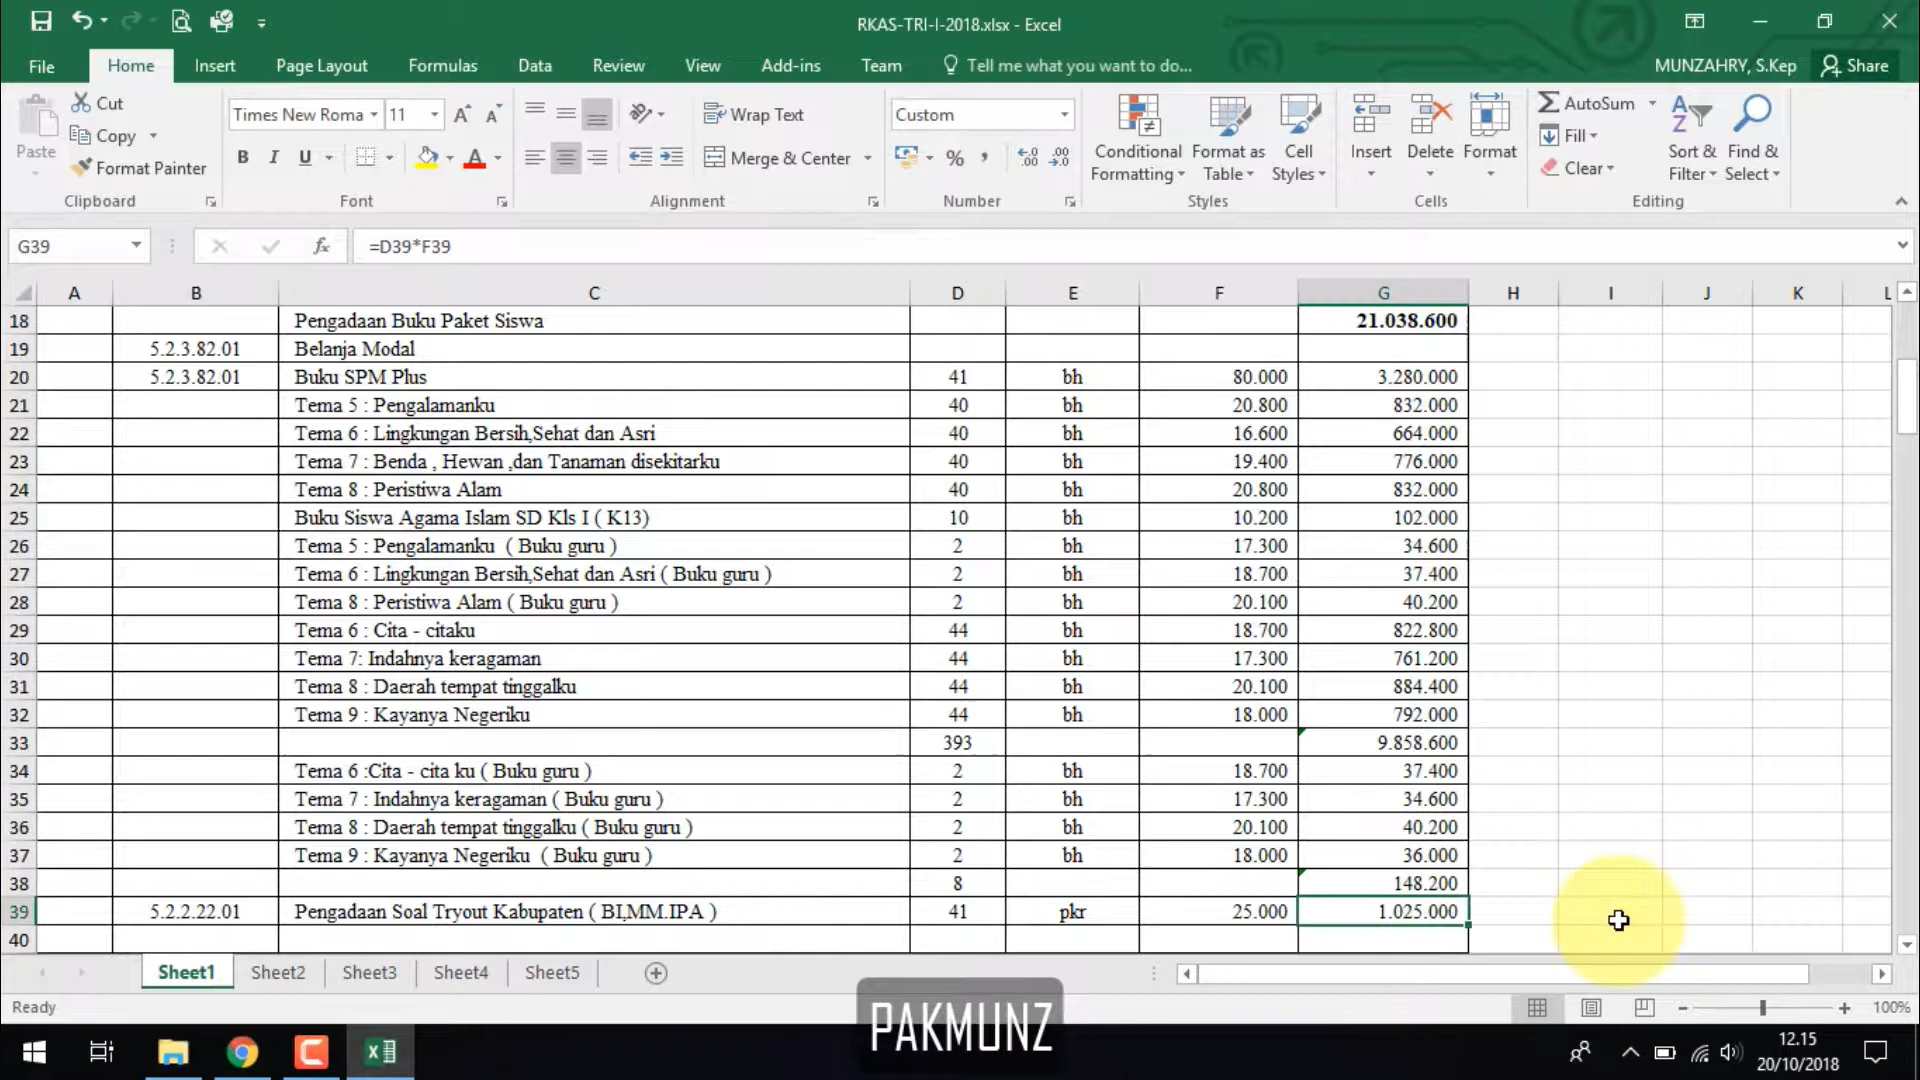 RKAS-TRI-I-2018.xlsx - Excel
File Home Insert Page Layout Formulas Data Review View Add-ins Team Tell me what you want to do... MUNZAHRY, S.Kep Share
Paste Cut Copy Format Painter
Clipboard
Times New Roma 11
B I U A
Font
Wrap Text
Merge & Center
Alignment
Custom
%
Number
Conditional Formatting Format as Table Cell Styles
Styles
Insert Delete Format
Cells
AutoSum
Fill
Clear
Sort & Filter Find & Select
Editing
G39 fx =D39*F39
A B C D E F G H I J K L
18 Pengadaan Buku Paket Siswa 21.038.600
19 5.2.3.82.01 Belanja Modal
20 5.2.3.82.01 Buku SPM Plus 41 bh 80.000 3.280.000
21 Tema 5 : Pengalamanku 40 bh 20.800 832.000
22 Tema 6 : Lingkungan Bersih,Sehat dan Asri 40 bh 16.600 664.000
23 Tema 7 : Benda , Hewan ,dan Tanaman disekitarku 40 bh 19.400 776.000
24 Tema 8 : Peristiwa Alam 40 bh 20.800 832.000
25 Buku Siswa Agama Islam SD Kls I ( K13) 10 bh 10.200 102.000
26 Tema 5 : Pengalamanku ( Buku guru ) 2 bh 17.300 34.600
27 Tema 6 : Lingkungan Bersih,Sehat dan Asri ( Buku guru ) 2 bh 18.700 37.400
28 Tema 8 : Peristiwa Alam ( Buku guru ) 2 bh 20.100 40.200
29 Tema 6 : Cita - citaku 44 bh 18.700 822.800
30 Tema 7: Indahnya keragaman 44 bh 17.300 761.200
31 Tema 8 : Daerah tempat tinggalku 44 bh 20.100 884.400
32 Tema 9 : Kayanya Negeriku 44 bh 18.000 792.000
33 393 9.858.600
34 Tema 6 :Cita - cita ku ( Buku guru ) 2 bh 18.700 37.400
35 Tema 7 : Indahnya keragaman ( Buku guru ) 2 bh 17.300 34.600
36 Tema 8 : Daerah tempat tinggalku ( Buku guru ) 2 bh 20.100 40.200
37 Tema 9 : Kayanya Negeriku ( Buku guru ) 2 bh 18.000 36.000
38 8 148.200
39 5.2.2.22.01 Pengadaan Soal Tryout Kabupaten ( BI,MM.IPA ) 41 pkr 25.000 1.025.000
40
Sheet1 Sheet2 Sheet3 Sheet4 Sheet5
Ready 100%
PAKMUNZ
12.15
20/10/2018